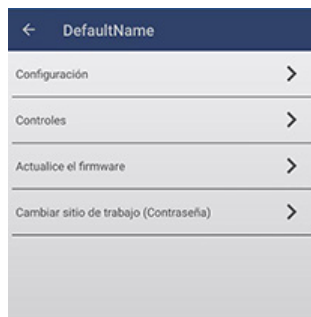 DefaultName
Configuración
Controles
Actualice el firmware
Cambiar sitio de trabajo (Contraseña)